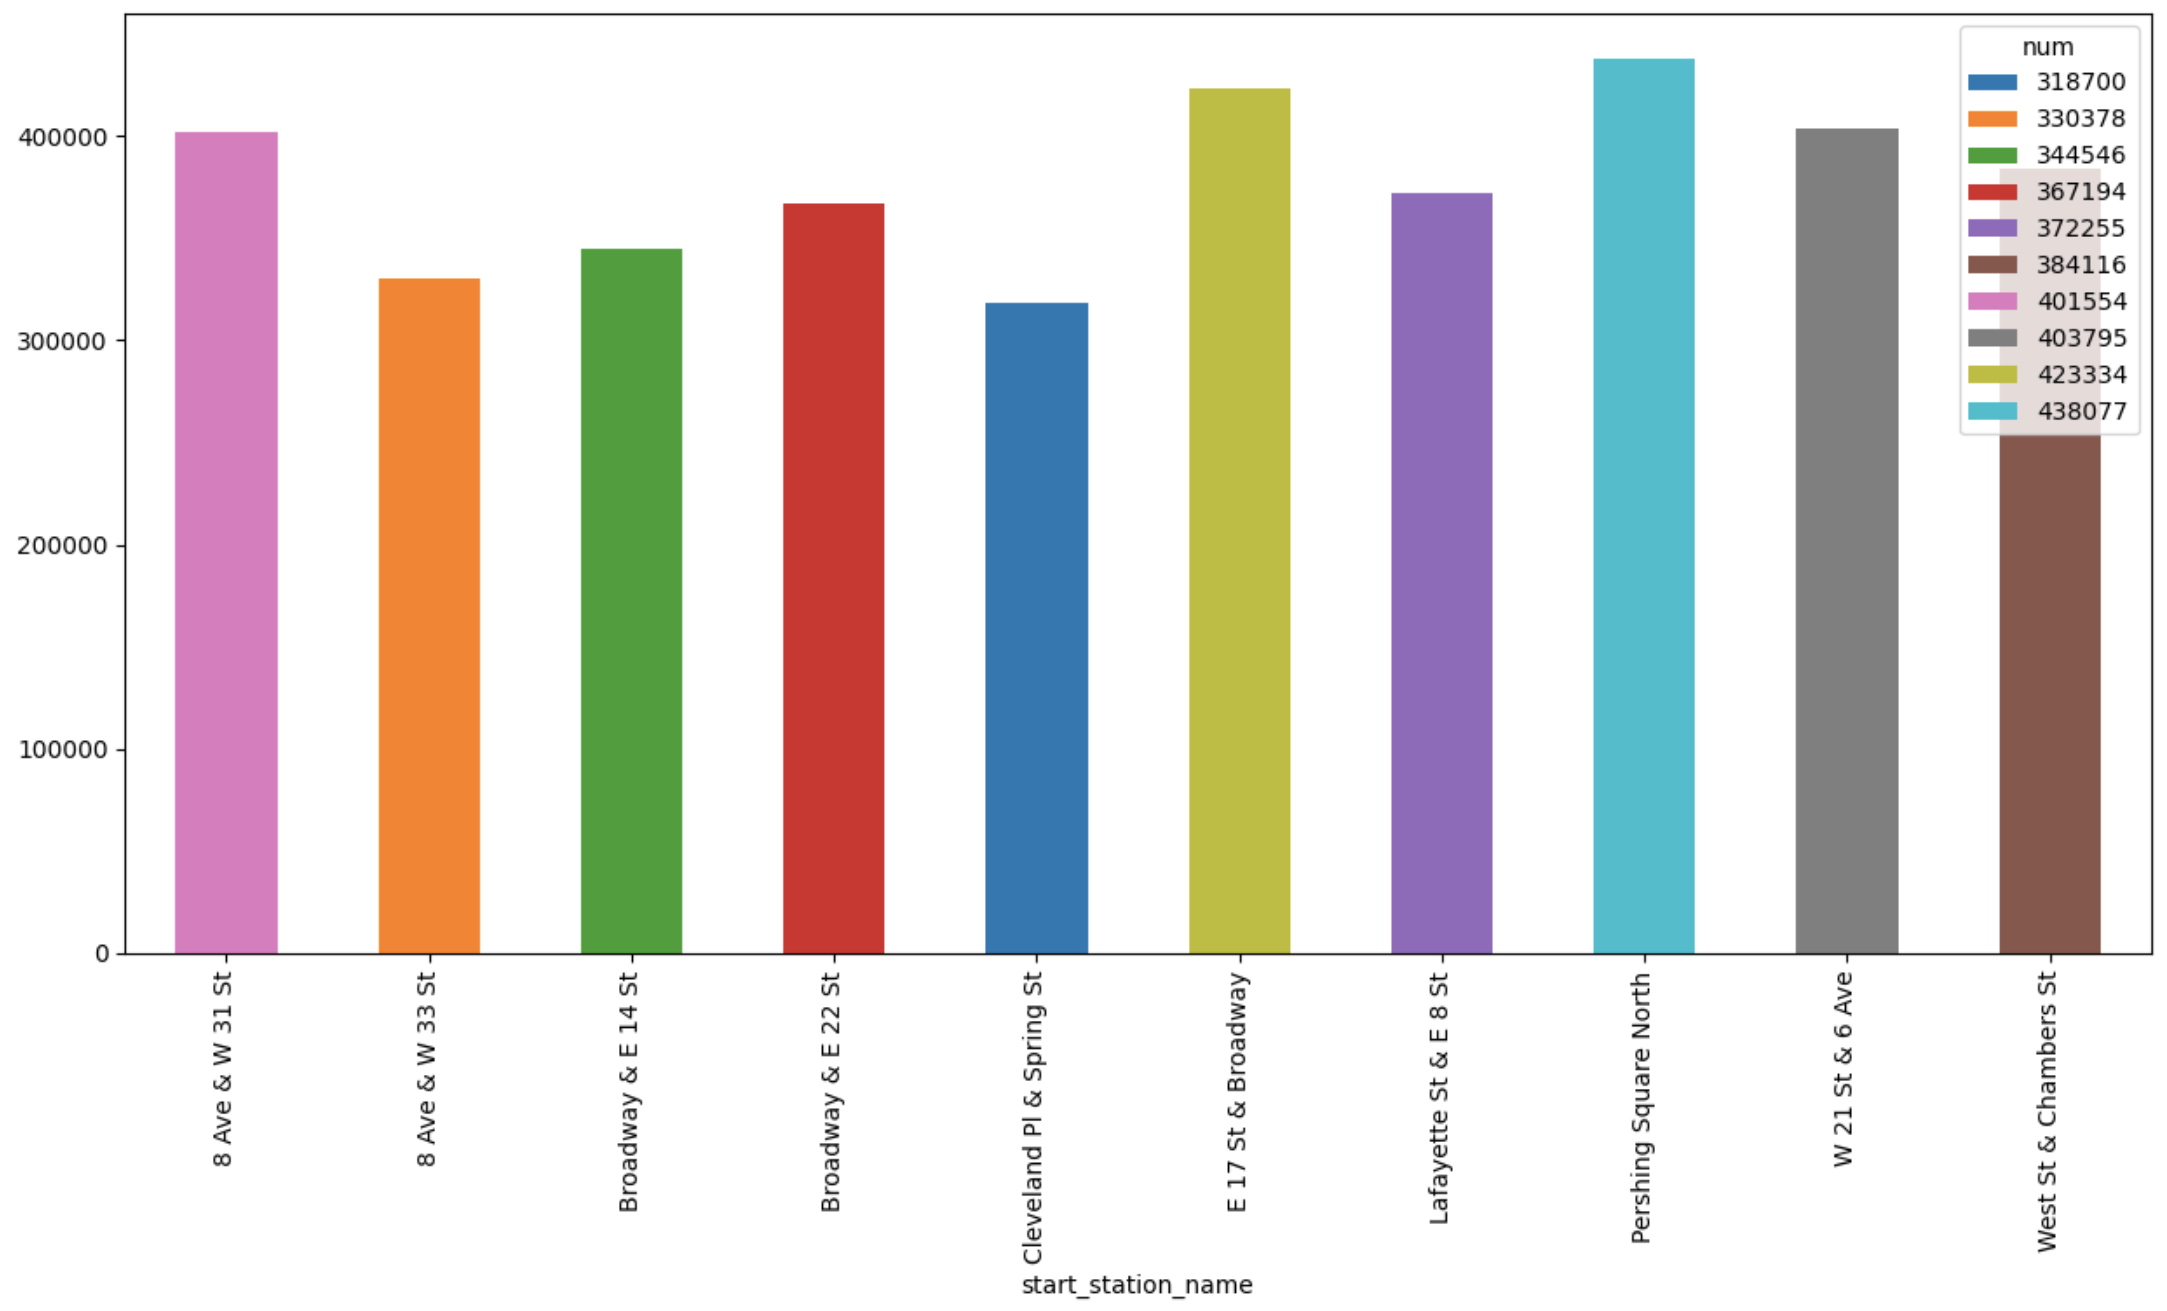 num
318700
330378
344546
367194
372255
384116
401554
403795
423334
438077
400000
300000
200000
100000
0
8 Ave & W 31 St
8 Ave & W 33 St
Broadway & E 14 St
Broadway & E 22 St
Cleveland Pl & Spring St
E 17 St & Broadway
Lafayette St & E 8 St
Pershing Square North
W 21 St & 6 Ave
West St & Chambers St
start_station_name